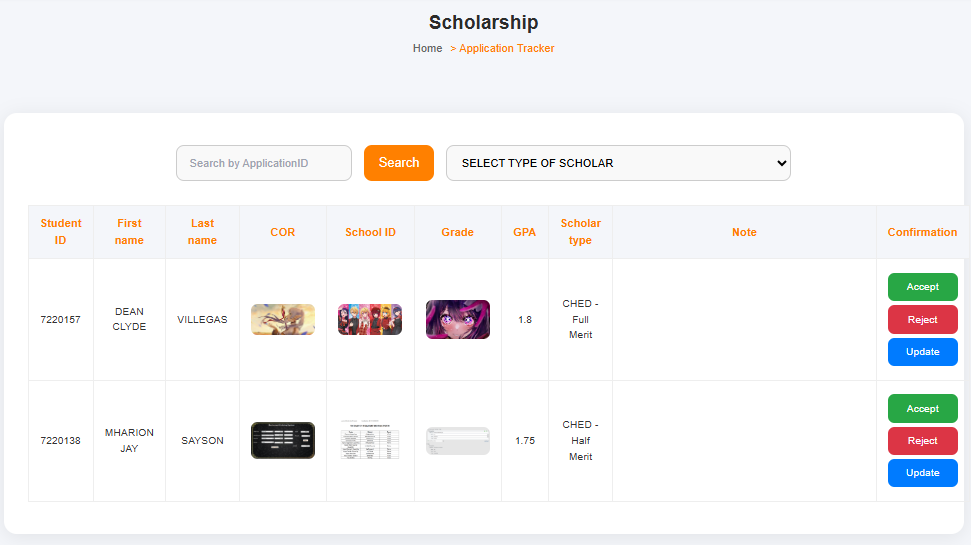 Scholarship
Home > Application Tracker
Search by ApplicationID
Search
SELECT TYPE OF SCHOLAR
Student ID
First name
Last name
COR
School ID
Grade
GPA
Scholar type
Note
Confirmation
7220157
DEAN CLYDE
VILLEGAS
1.8
CHED - Full Merit
Accept
Reject
Update
7220138
MHARION JAY
SAYSON
1.75
CHED - Half Merit
Accept
Reject
Update